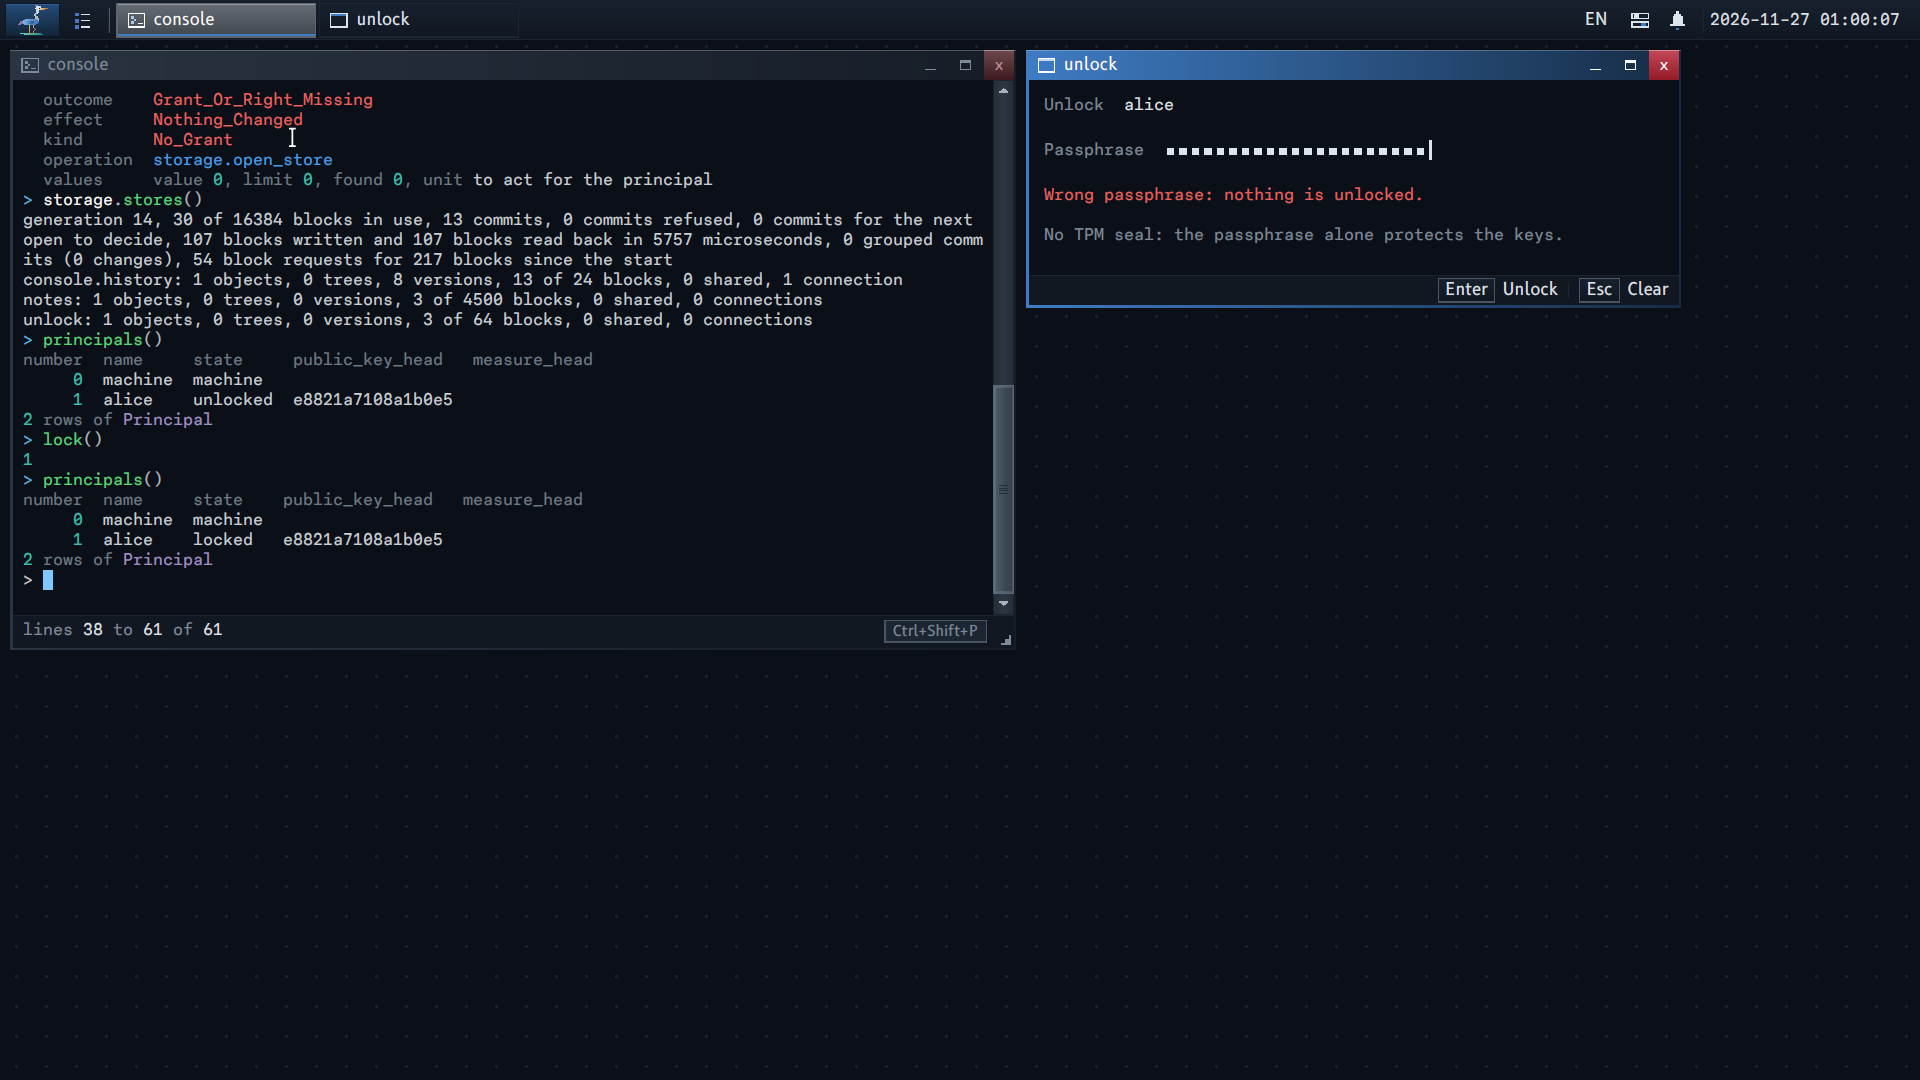 console
unlock
EN
2026-11-27 01:00:07
console
x
outcome Grant_Or_Right_Missing
effect Nothing_Changed
kind No_Grant
operation storage.open_store
values value 0, limit 0, found 0, unit to act for the principal
> storage.stores()
generation 14, 30 of 16384 blocks in use, 13 commits, 0 commits refused, 0 commits for the next
open to decide, 107 blocks written and 107 blocks read back in 5757 microseconds, 0 grouped comm
its (0 changes), 54 block requests for 217 blocks since the start
console.history: 1 objects, 0 trees, 8 versions, 13 of 24 blocks, 0 shared, 1 connection
notes: 1 objects, 0 trees, 0 versions, 3 of 4500 blocks, 0 shared, 0 connections
unlock: 1 objects, 0 trees, 0 versions, 3 of 64 blocks, 0 shared, 0 connections
> principals()
number name state public_key_head measure_head
0 machine machine
1 alice unlocked e8821a7108a1b0e5
2 rows of Principal
> lock()
1
> principals()
number name state public_key_head measure_head
0 machine machine
1 alice locked e8821a7108a1b0e5
2 rows of Principal
>
lines 38 to 61 of 61
Ctrl+Shift+P
unlock
x
Unlock alice
Passphrase
Wrong passphrase: nothing is unlocked.
No TPM seal: the passphrase alone protects the keys.
Enter Unlock Esc Clear